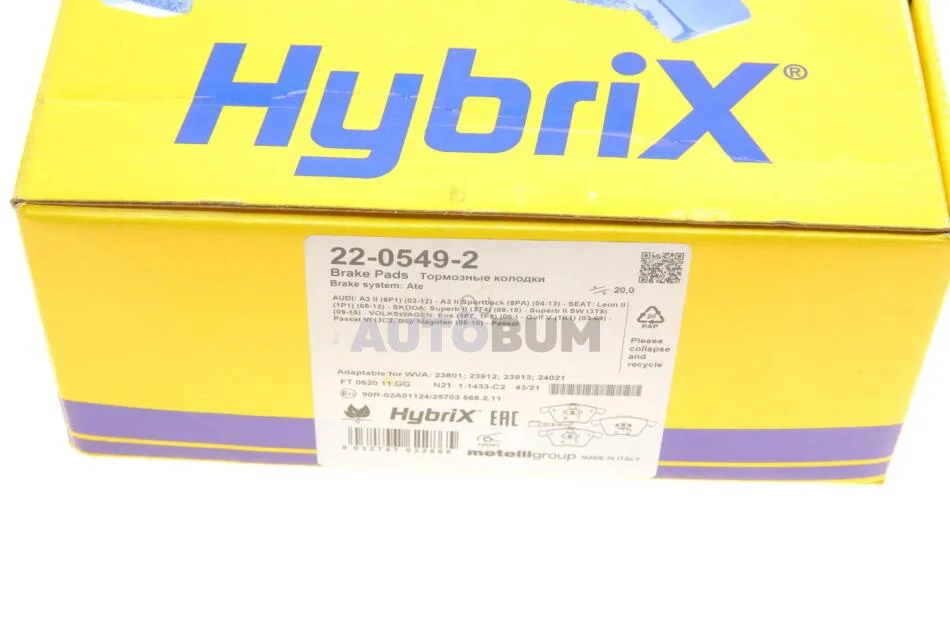 HybriX®
22-0549-2
Brake Pads Тормозные колодки
Brake system: Ate
20,0
AUDI: A3 II (8P1) (03-12) - A3 II Sportback (8PA) (04-13) - SEAT: Leon II
(1P1) (05-12) - SKODA: Superb II (3T4) (08-15) - Superb II SW (3T5)
(09-15) - VOLKSWAGEN: Eos (1F7, 1F8) (06-) - Golf V (1K1) (03-09) -
Passat VI (3C2, B6), Magotan (05-10) - Passat
AUTOBUM
20
PAP
Please
collapse
and
recycle
Adaptable for WVA: 23801; 23912; 23913; 24021
FT 0620 11 GG N21 1-1433-C2 43/21
90R-02A01124/25703 565.2.11
HybriX EAC
FRONT
metelligroup MADE IN ITALY